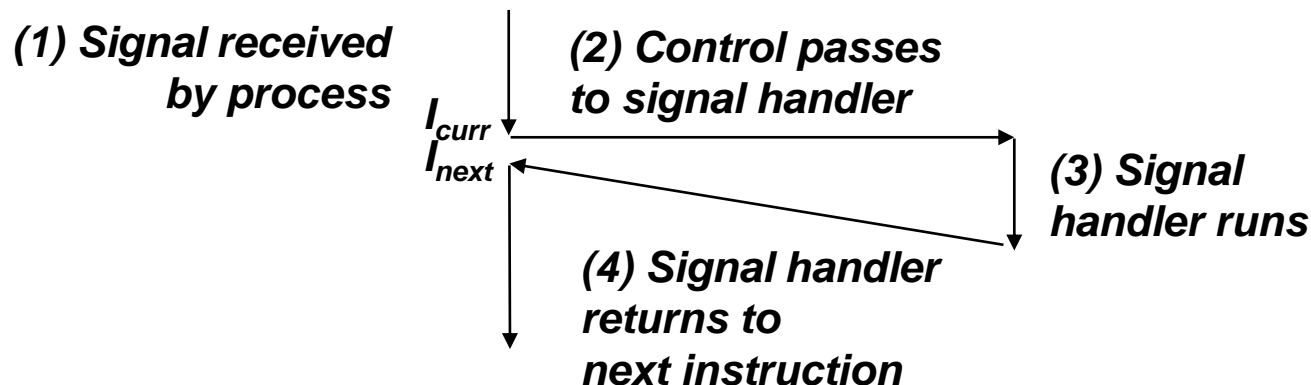 (1) Signal received
by process
(2) Control passes
to signal handler
Icurr
Inext
(3) Signal
handler runs
(4) Signal handler
returns to
next instruction